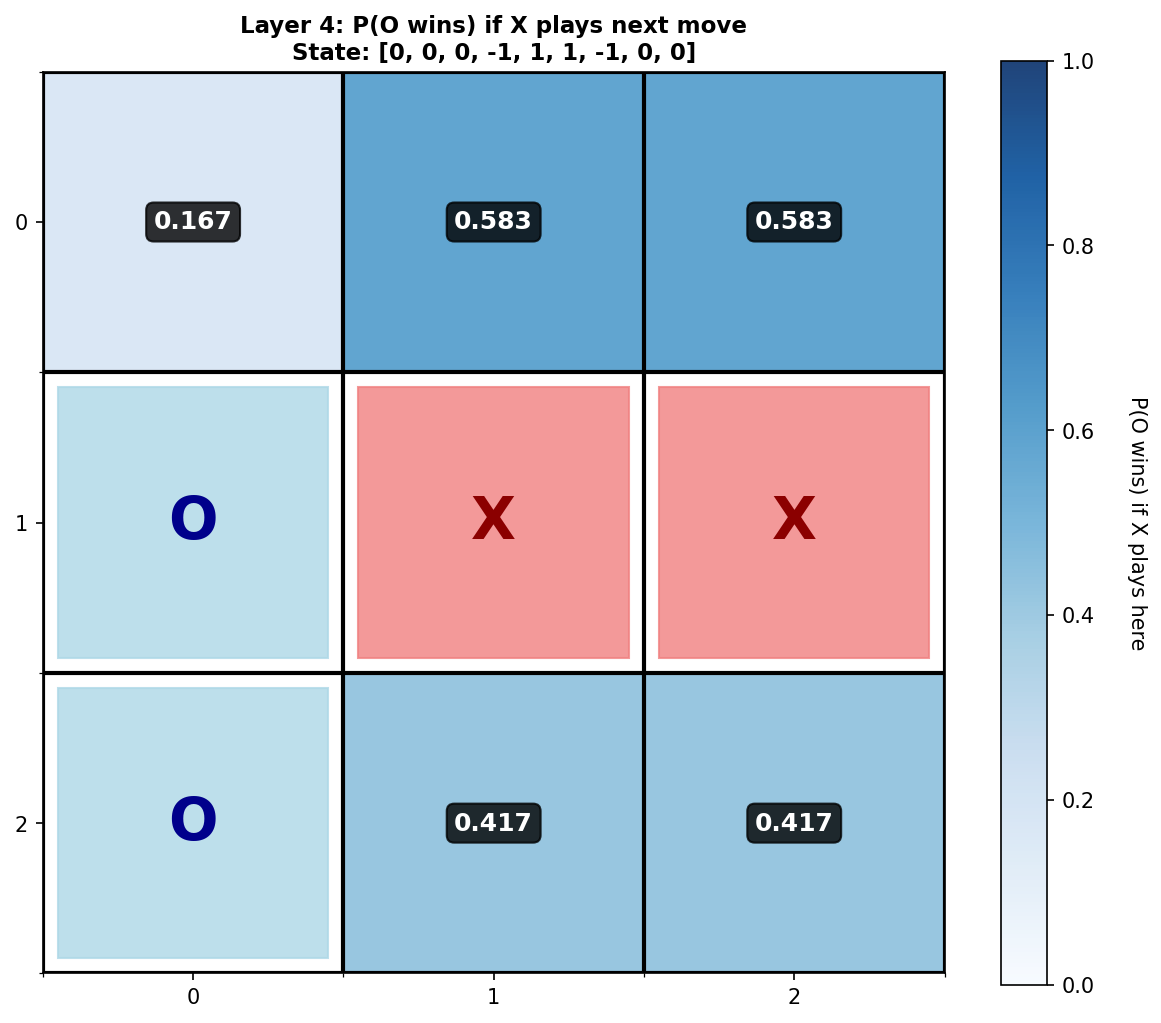 Layer 4: P(O wins) if X plays next move
State: [0, 0, 0, -1, 1, 1, -1, 0, 0]
0
0.167
0.583
0.583
1
O
X
X
2
O
0.417
0.417
0
1
2
1.0
0.8
0.6
0.4
0.2
0.0
P(O wins) if X plays here